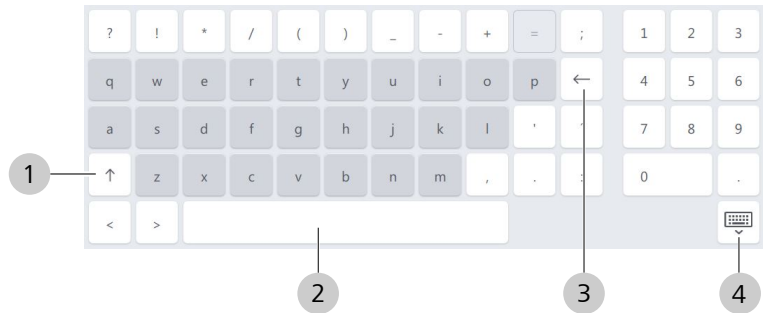 ? ! * / ( ) _ - + = ; 1 2 3
q w e r t y u i o p ← 4 5 6
a s d f g h j k l ' 7 8 9
1 ↑ z x c v b n m , . : 0 .
< >
2 3 4